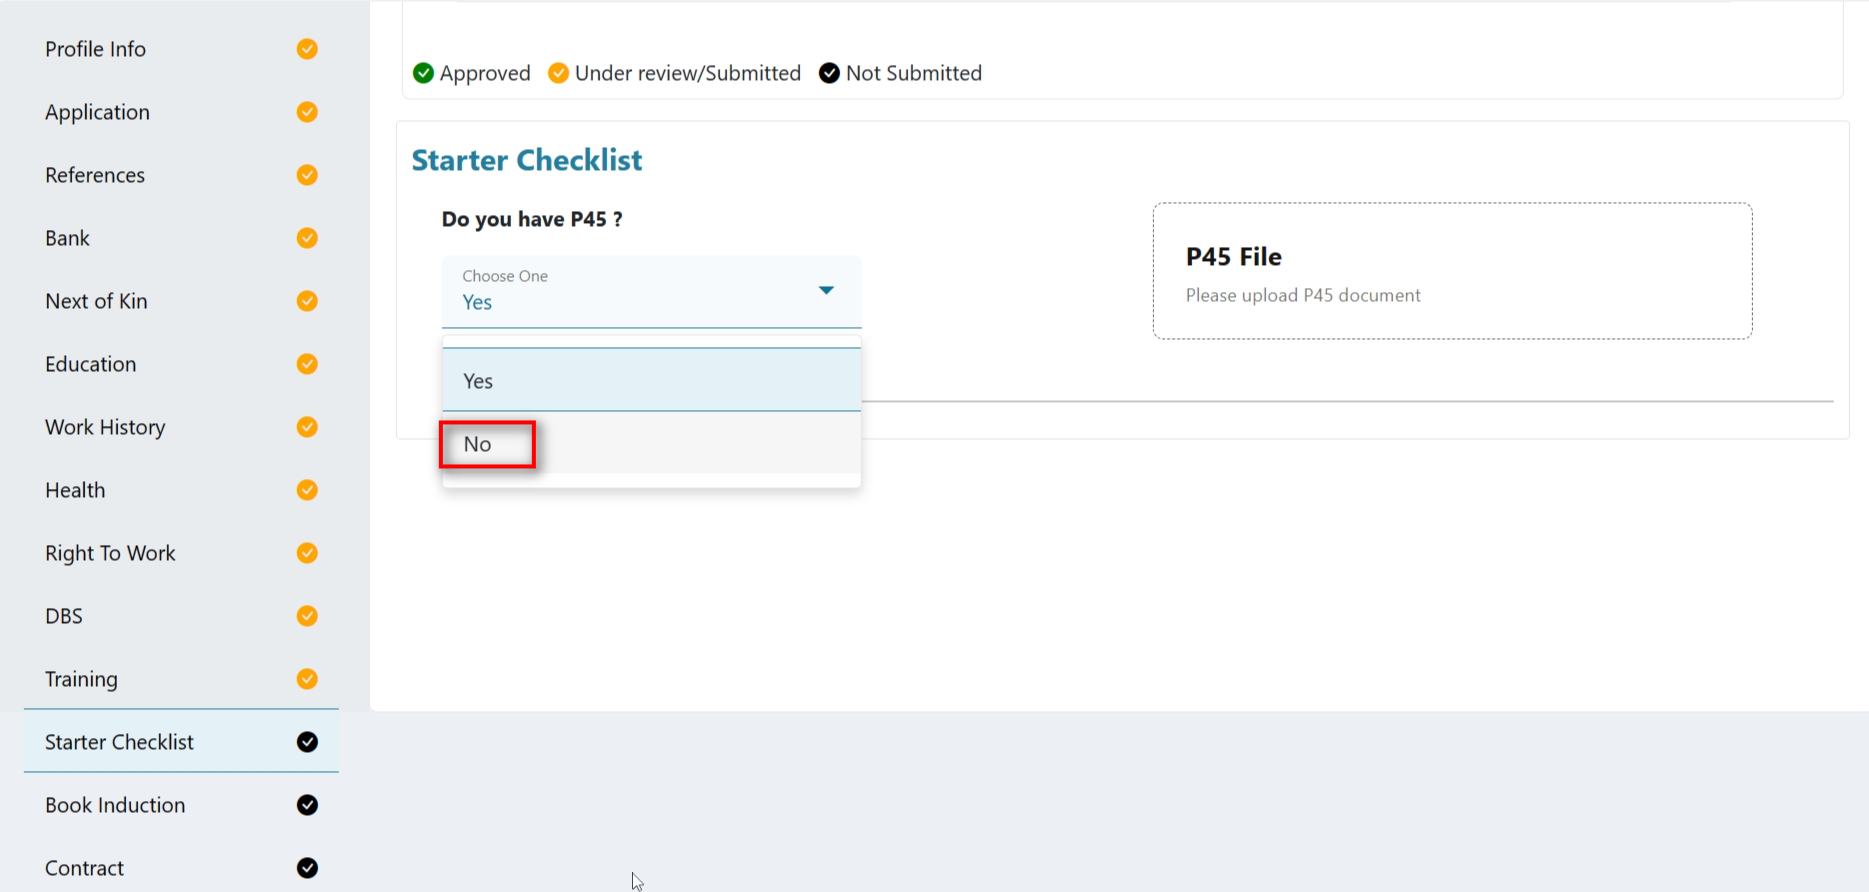 Profile Info
Application
References
Bank
Next of Kin
Education
Work History
Health
Right To Work
DBS
Training
Starter Checklist
Book Induction
Contract
Approved Under review/Submitted Not Submitted
Starter Checklist
Do you have P45 ?
Choose One
Yes
Yes
No
P45 File
Please upload P45 document